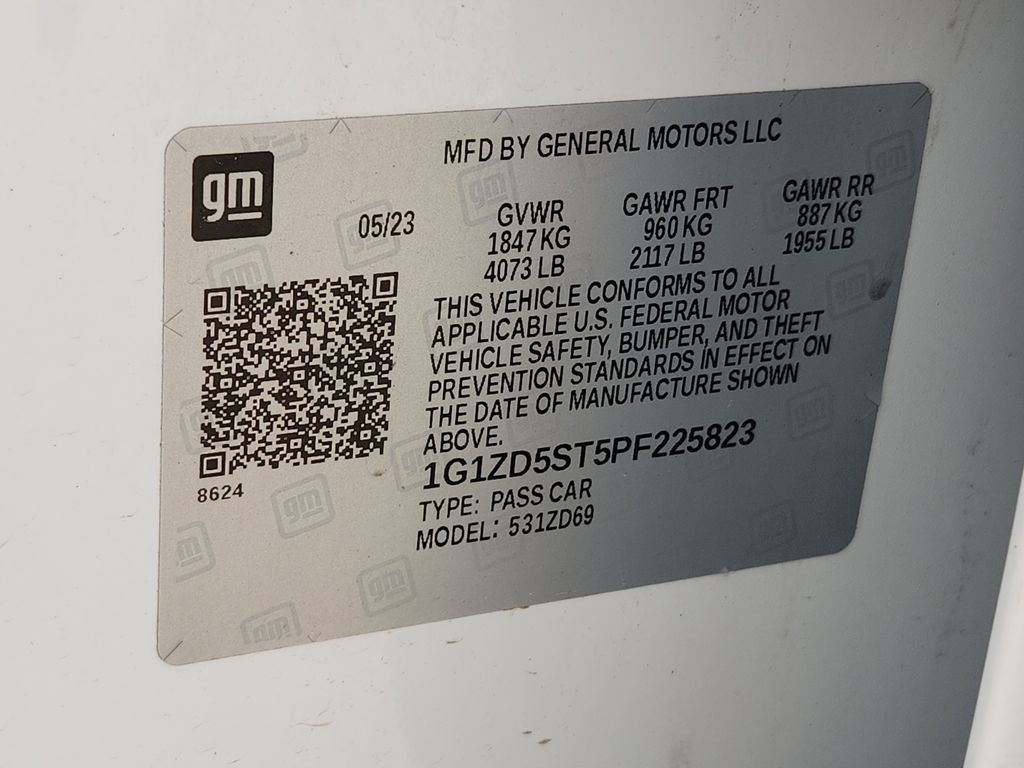 gm
MFD BY GENERAL MOTORS LLC
05/23
GVWR GAWR FRT GAWR RR
1847 KG 960 KG 887 KG
4073 LB 2117 LB 1955 LB
THIS VEHICLE CONFORMS TO ALL
APPLICABLE U.S. FEDERAL MOTOR
VEHICLE SAFETY, BUMPER, AND THEFT
PREVENTION STANDARDS IN EFFECT ON
THE DATE OF MANUFACTURE SHOWN
ABOVE.
1G1ZD5ST5PF225823
8624
TYPE: PASS CAR
MODEL: 531ZD69